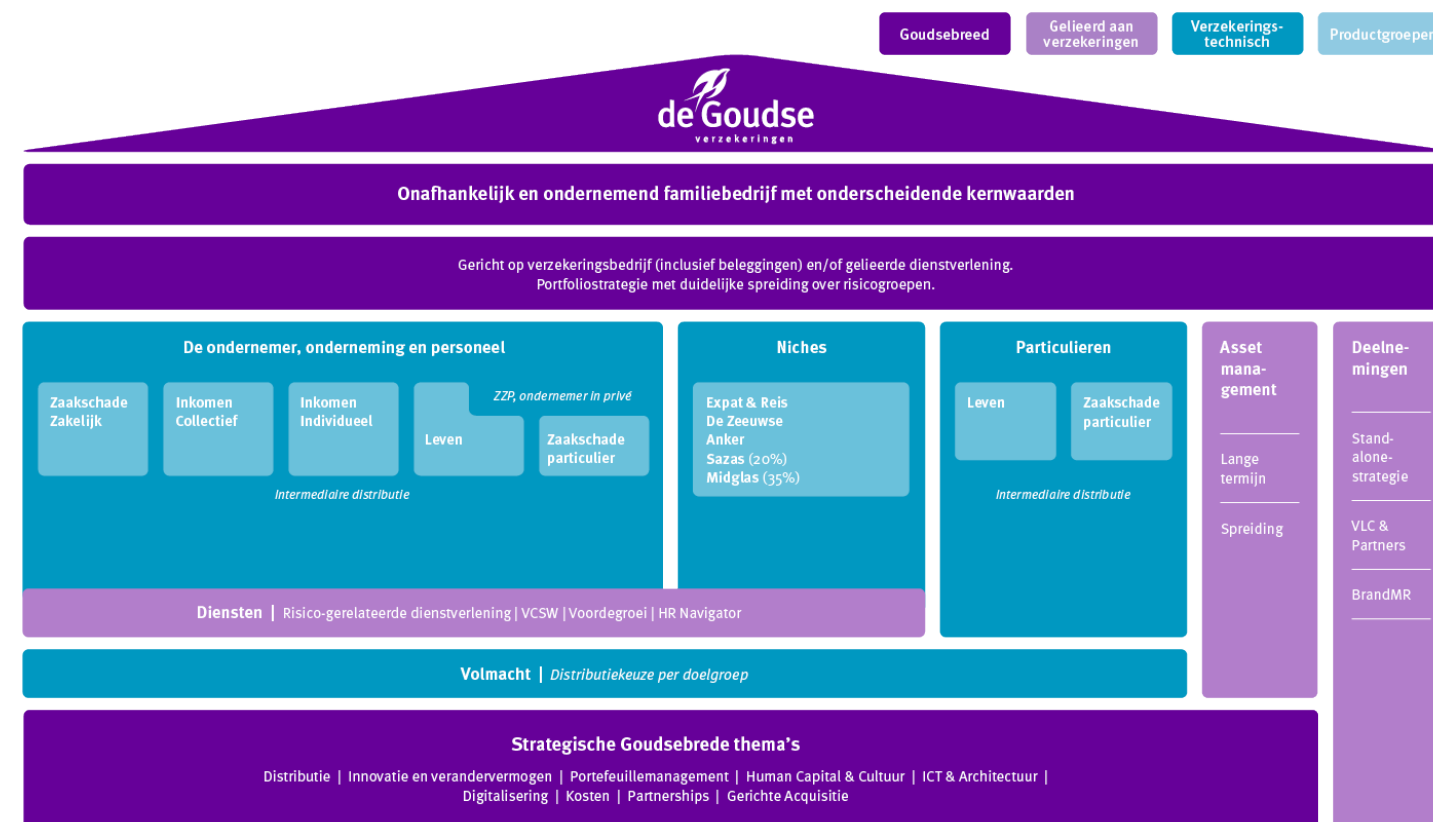 Goudsebreed
Gelieerd aan
verzekeringen
Verzekerings-
technisch
Productgroepen
de Goudse
verzekeringen
Onafhankelijk en ondernemend familiebedrijf met onderscheidende kernwaarden
Gericht op verzekeringsbedrijf (inclusief beleggingen) en/of gelieerde dienstverlening.
Portfoliostrategie met duidelijke spreiding over risicogroepen.
De ondernemer, onderneming en personeel
Zaakschade
Zakelijk
Inkomen
Collectief
Inkomen
Individueel
Leven
ZZP, ondernemer in privé
Zaakschade
particulier
Intermediaire distributie
Niches
Expat & Reis
De Zeeuwse
Anker
Sazas (20%)
Midglas (35%)
Particulieren
Leven
Zaakschade
particulier
Intermediaire distributie
Asset
mana-
gement
Lange
termijn
Spreiding
Deelne-
mingen
Stand-
alone-
strategie
VLC &
Partners
BrandMR
Diensten | Risico-gerelateerde dienstverlening | VCSW | Voordegroei | HR Navigator
Volmacht | Distributiekeuze per doelgroep
Strategische Goudsebrede thema's
Distributie | Innovatie en verandervermogen | Portefeuillemanagement | Human Capital & Cultuur | ICT & Architectuur |
Digitalisering | Kosten | Partnerships | Gerichte Acquisitie